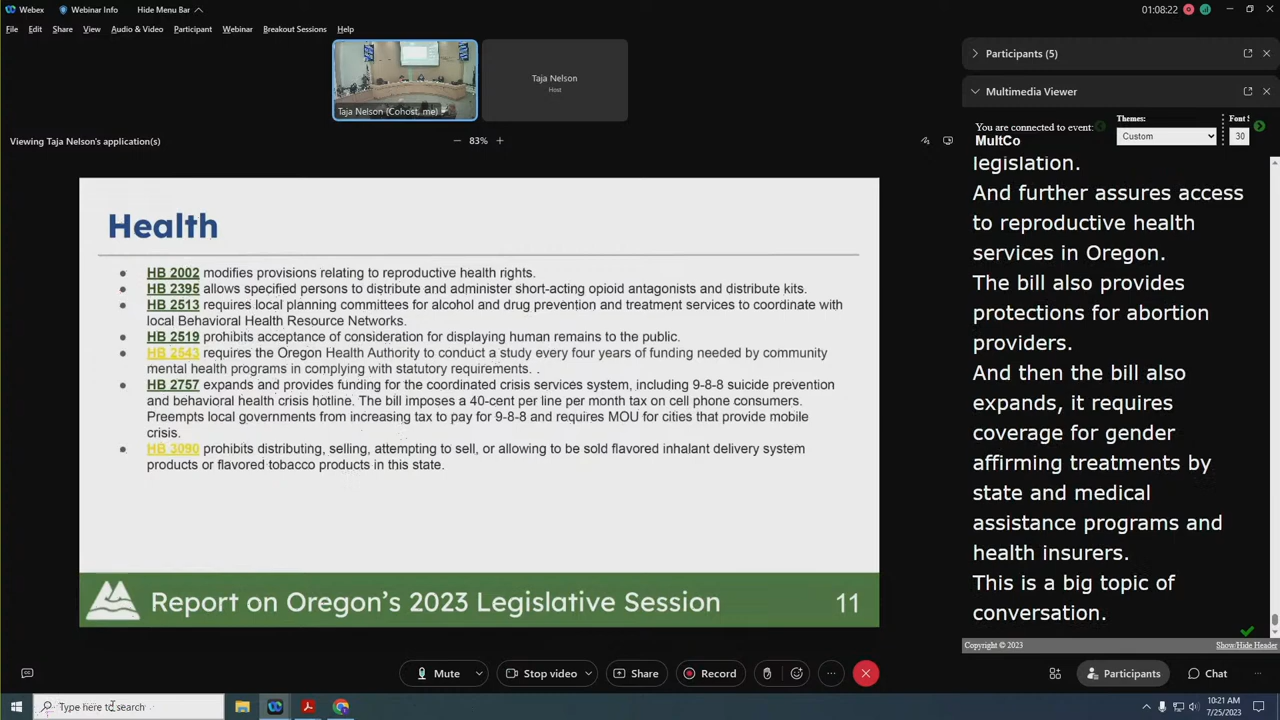 Webex
Webinar Info
Hide Menu Bar
01:08:22
File Edit Share View Audio & Video Participant Webinar Breakout Sessions Help
Taja Nelson (Cohost, me)
Taja Nelson
Host
Viewing Taja Nelson's application(s)
83%
Health
HB 2002 modifies provisions relating to reproductive health rights.
HB 2395 allows specified persons to distribute and administer short-acting opioid antagonists and distribute kits.
HB 2513 requires local planning committees for alcohol and drug prevention and treatment services to coordinate with
local Behavioral Health Resource Networks.
HB 2519 prohibits acceptance of consideration for displaying human remains to the public.
HB 2543 requires the Oregon Health Authority to conduct a study every four years of funding needed by community
mental health programs in complying with statutory requirements. .
HB 2757 expands and provides funding for the coordinated crisis services system, including 9-8-8 suicide prevention
and behavioral health crisis hotline. The bill imposes a 40-cent per line per month tax on cell phone consumers.
Preempts local governments from increasing tax to pay for 9-8-8 and requires MOU for cities that provide mobile
crisis.
HB 3090 prohibits distributing, selling, attempting to sell, or allowing to be sold flavored inhalant delivery system
products or flavored tobacco products in this state.
Report on Oregon's 2023 Legislative Session 11
Participants (5)
Multimedia Viewer
You are connected to event:
MultCo
Themes:
Custom
Font S
30
legislation.
And further assures access
to reproductive health
services in Oregon.
The bill also provides
protections for abortion
providers.
And then the bill also
expands, it requires
coverage for gender
affirming treatments by
state and medical
assistance programs and
health insurers.
This is a big topic of
conversation.
Copyright © 2023
Show/Hide Header
Mute
Stop video
Share
Record
Participants
Chat
Type here to search
10:21 AM
7/25/2023